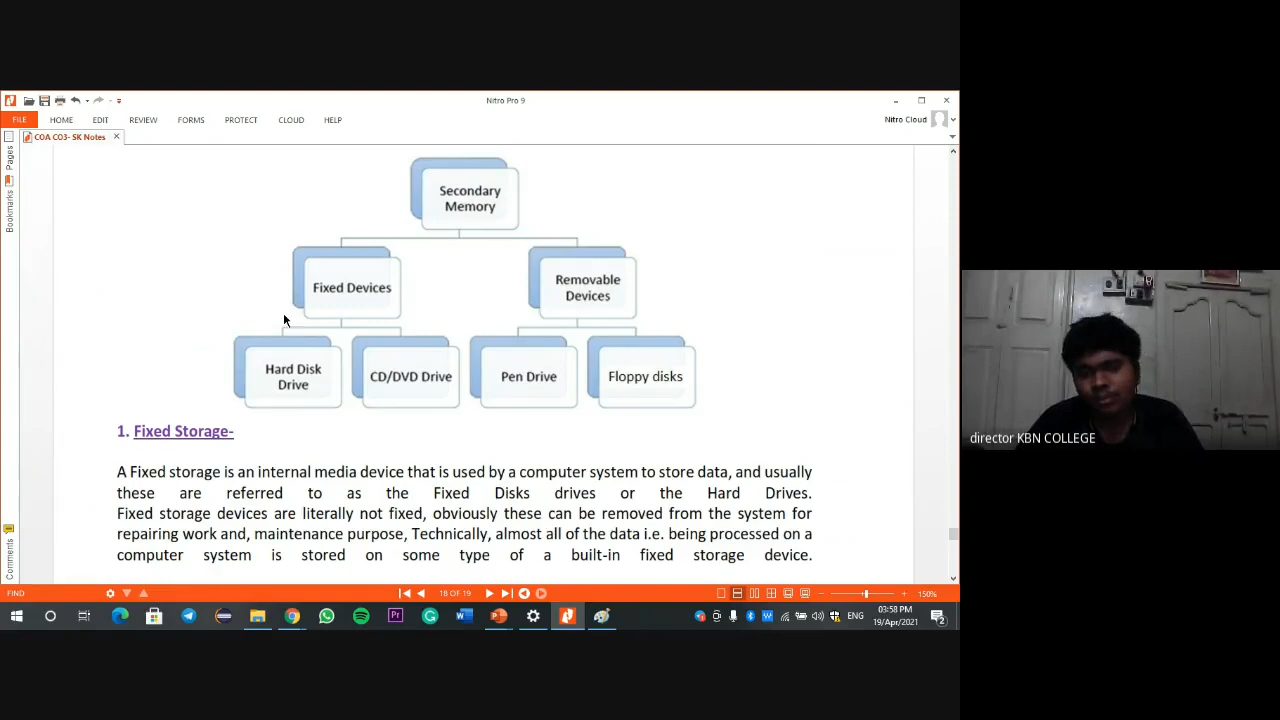 Nitro Pro 9
FILE HOME EDIT REVIEW FORMS PROTECT CLOUD HELP
Nitro Cloud
COA CO3- SK Notes
Pages
Bookmarks
Comments
Secondary
Memory
Fixed Devices
Removable
Devices
Hard Disk
Drive
CD/DVD Drive
Pen Drive
Floppy disks
1. Fixed Storage-
A Fixed storage is an internal media device that is used by a computer system to store data, and usually
these are referred to as the Fixed Disks drives or the Hard Drives.
Fixed storage devices are literally not fixed, obviously these can be removed from the system for
repairing work and, maintenance purpose, Technically, almost all of the data i.e. being processed on a
computer system is stored on some type of a built-in fixed storage device.
director KBN COLLEGE
FIND
18 OF 19
150%
ENG
03:58 PM
19/Apr/2021
2